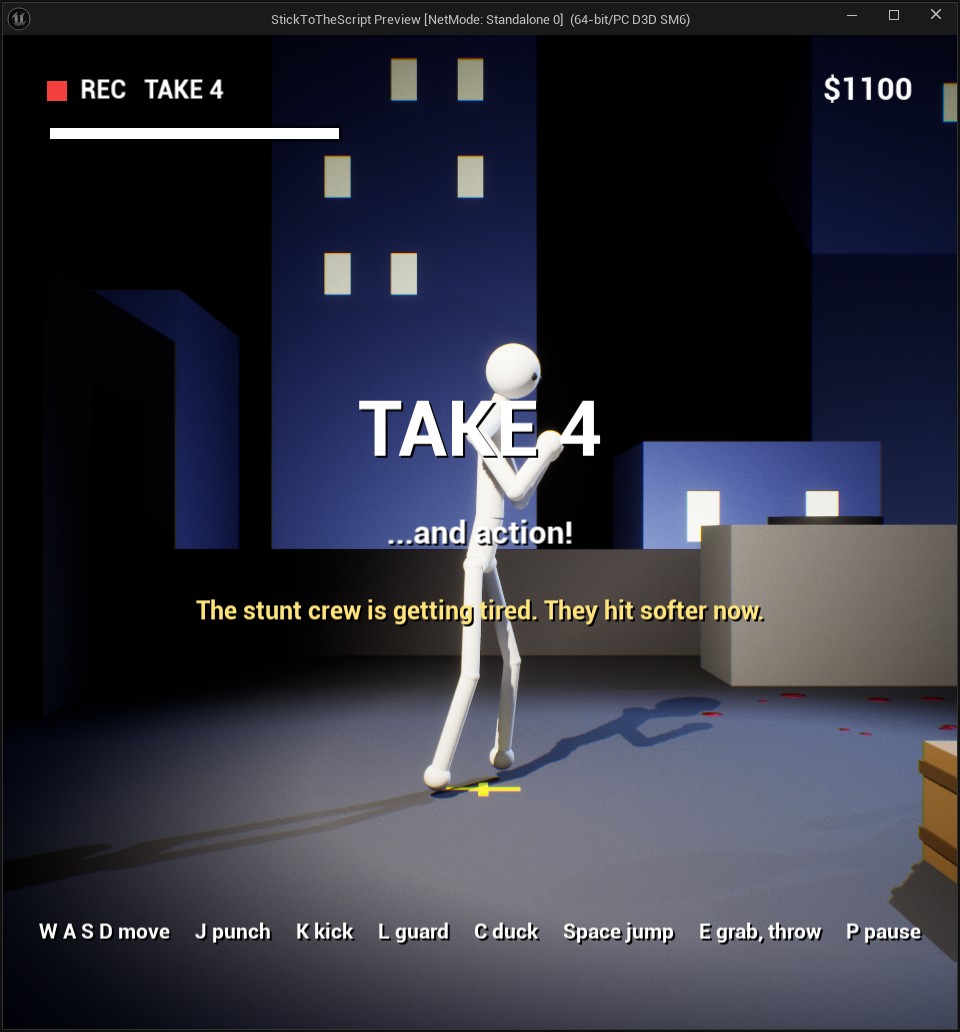 StickToTheScript Preview [NetMode: Standalone 0] (64-bit/PC D3D SM6)
REC TAKE 4
$1100
TAKE 4
...and action!
The stunt crew is getting tired. They hit softer now.
W A S D move J punch K kick L guard C duck Space jump E grab, throw P pause